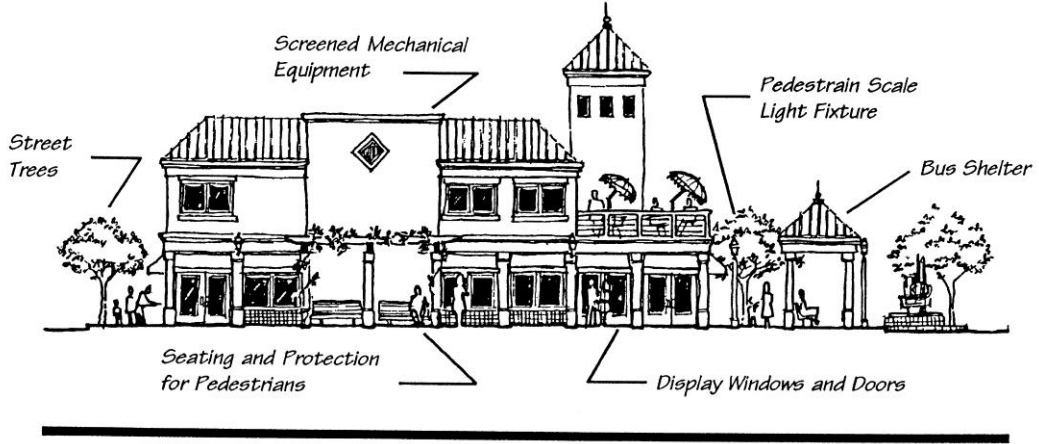 Screened Mechanical
Equipment
Pedestrain Scale
Light Fixture
Street
Trees
Bus Shelter
Seating and Protection
for Pedestrians
Display Windows and Doors